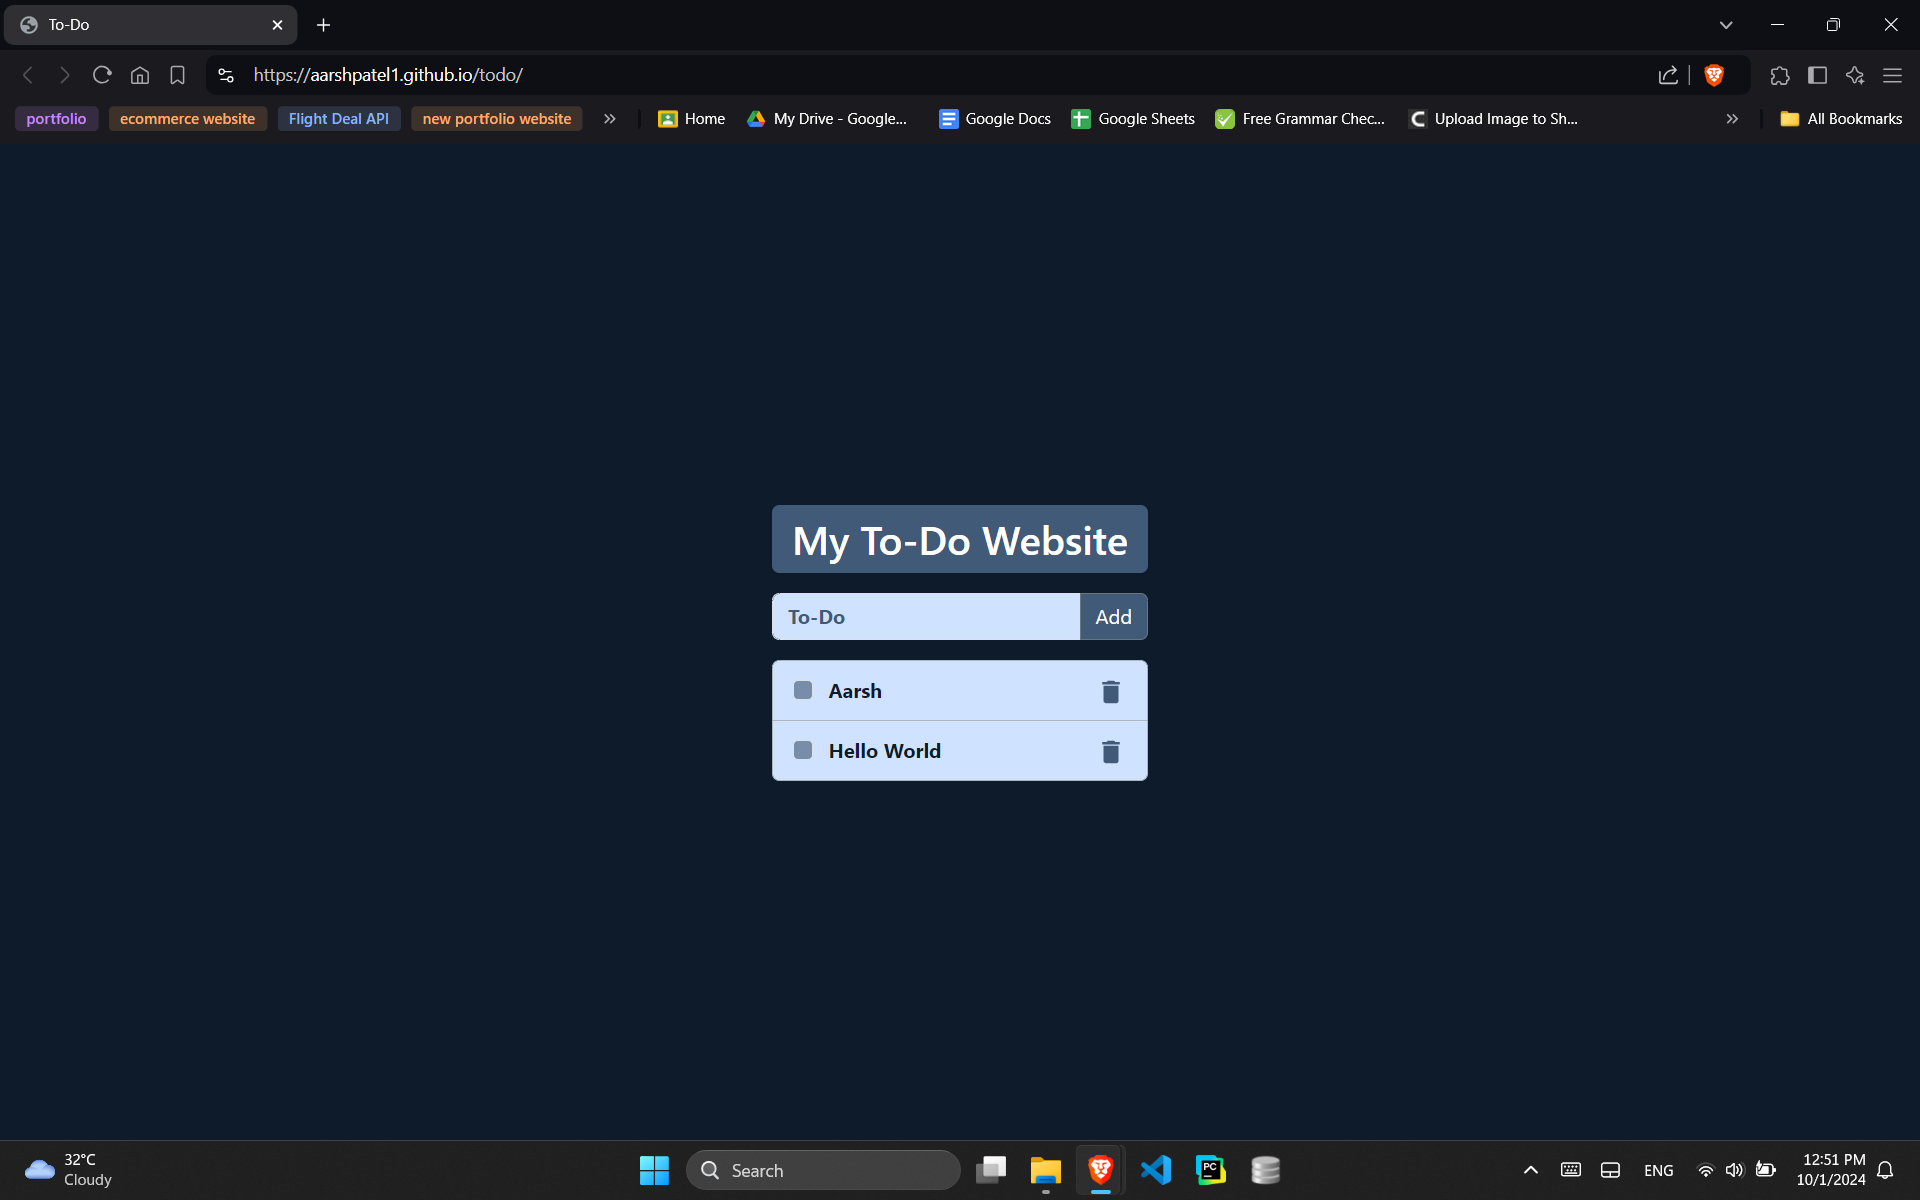 To-Do
https://aarshpatel1.github.io/todo/
portfolio
ecommerce website
Flight Deal API
new portfolio website
Home
My Drive - Google...
Google Docs
Google Sheets
Free Grammar Chec...
Upload Image to Sh...
All Bookmarks
My To-Do Website
To-Do
Add
Aarsh
Hello World
32°C
Cloudy
Search
PC
ENG
12:51 PM
10/1/2024